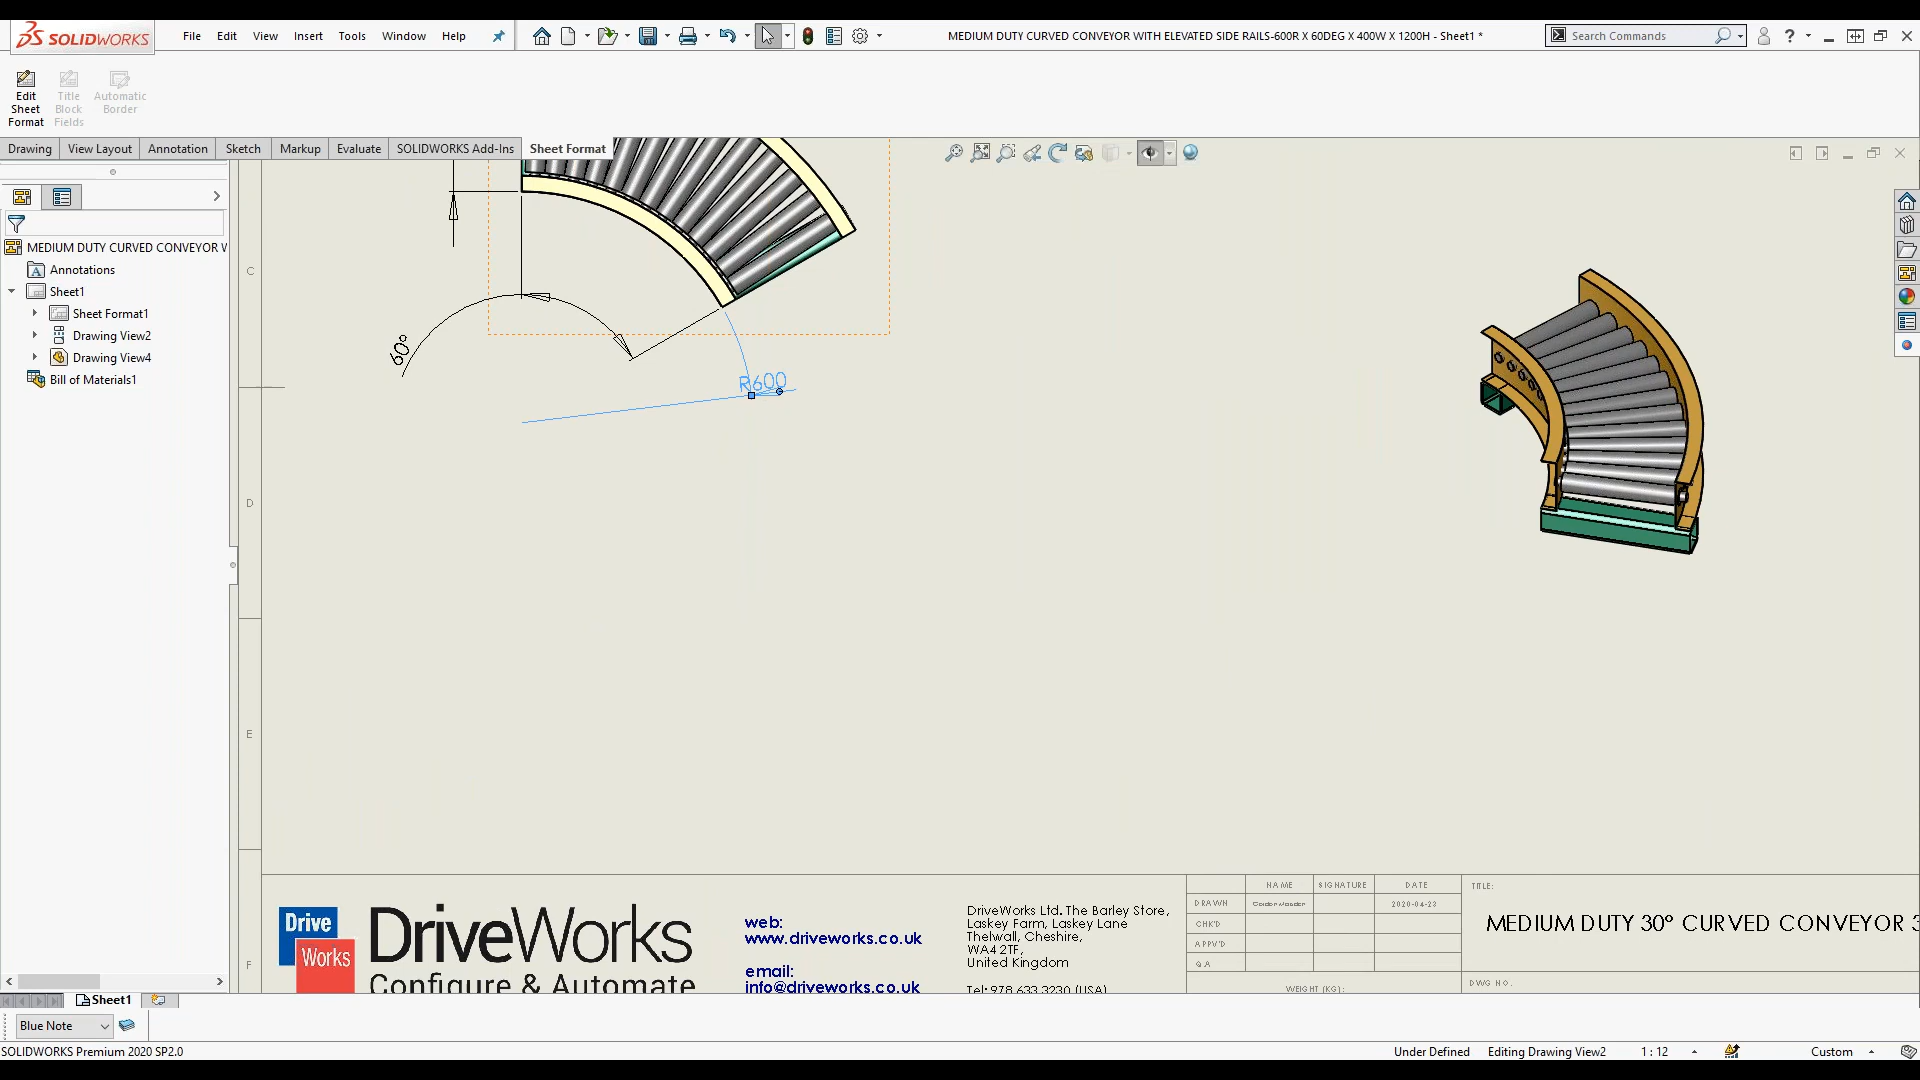 SOLIDWORKS
File Edit View Insert Tools Window Help
MEDIUM DUTY CURVED CONVEYOR WITH ELEVATED SIDE RAILS-600R X 60DEG X 400W X 1200H - Sheet1 *
Search Commands
?
Edit Sheet Format
Title Block Fields
Automatic Border
Drawing View Layout Annotation Sketch Markup Evaluate SOLIDWORKS Add-Ins Sheet Format
MEDIUM DUTY CURVED CONVEYOR W
Annotations
Sheet1
Sheet Format1
Drawing View2
Drawing View4
Bill of Materials1
C
D
E
F
60°
R600
Drive
Works
DriveWorks
Configure & Automate
web:
www.driveworks.co.uk
email:
info@driveworks.co.uk
DriveWorks Ltd. The Barley Store,
Laskey Farm, Laskey Lane
Thelwall, Cheshire,
WA4 2TF,
United Kingdom
Tel: 978 633 3230 (USA)
NAME SIGNATURE DATE
DRAWN 2020-04-23
CHK'D
APPV'D
Q.A
WEIGHT (KG):
TITLE:
MEDIUM DUTY 30° CURVED CONVEYOR 3
DWG NO.
Sheet1
Blue Note
SOLIDWORKS Premium 2020 SP2.0
Under Defined Editing Drawing View2 1 : 12 Custom